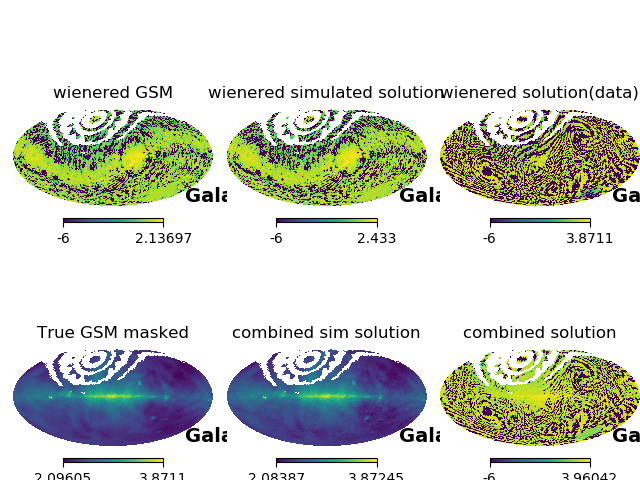 wienered GSM
wienered simulated solution
wienered solution(data)
Gala
Gala
Ga
-6 2.13697
-6 2.433
-6 3.8711
True GSM masked
combined sim solution
combined solution
Gala
Gala
Ga
2.09605 3.8711
2.08387 3.87245
-6 3.96042